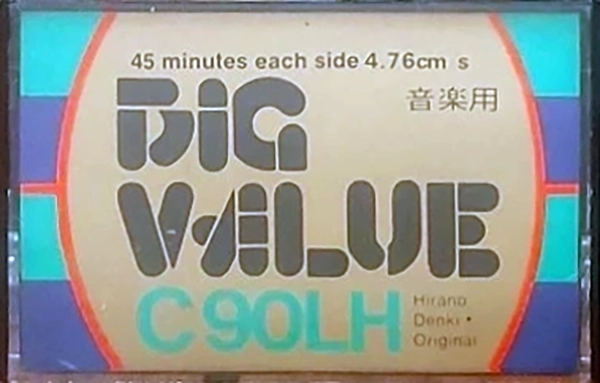 45 minutes each side 4.76cm s
音楽用
BIG
VALUE
C90LH
Hirano
Denki •
Original